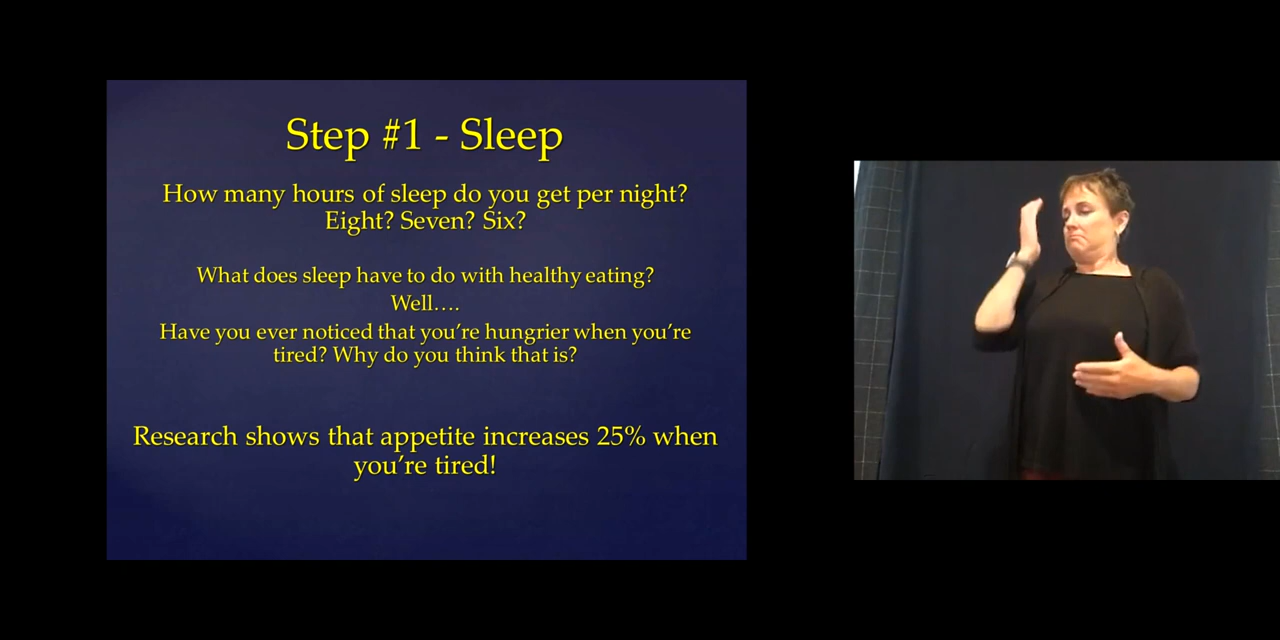 Step #1 - Sleep
How many hours of sleep do you get per night?
Eight? Seven? Six?
What does sleep have to do with healthy eating?
Well….
Have you ever noticed that you’re hungrier when you’re
tired? Why do you think that is?
Research shows that appetite increases 25% when
you’re tired!